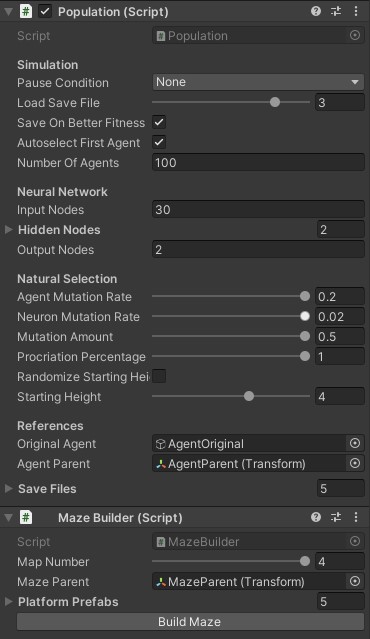 Population (Script)
Script Population
Simulation
Pause Condition None
Load Save File 3
Save On Better Fitness
Autoselect First Agent
Number Of Agents 100
Neural Network
Input Nodes 30
Hidden Nodes 2
Output Nodes 2
Natural Selection
Agent Mutation Rate 0.2
Neuron Mutation Rate 0.02
Mutation Amount 0.5
Procriation Percentage 1
Randomize Starting Hei
Starting Height 4
References
Original Agent AgentOriginal
Agent Parent AgentParent (Transform)
Save Files 5
Maze Builder (Script)
Script MazeBuilder
Map Number 4
Maze Parent MazeParent (Transform)
Platform Prefabs 5
Build Maze